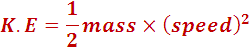 K.E = 1/2 mass × (speed)²